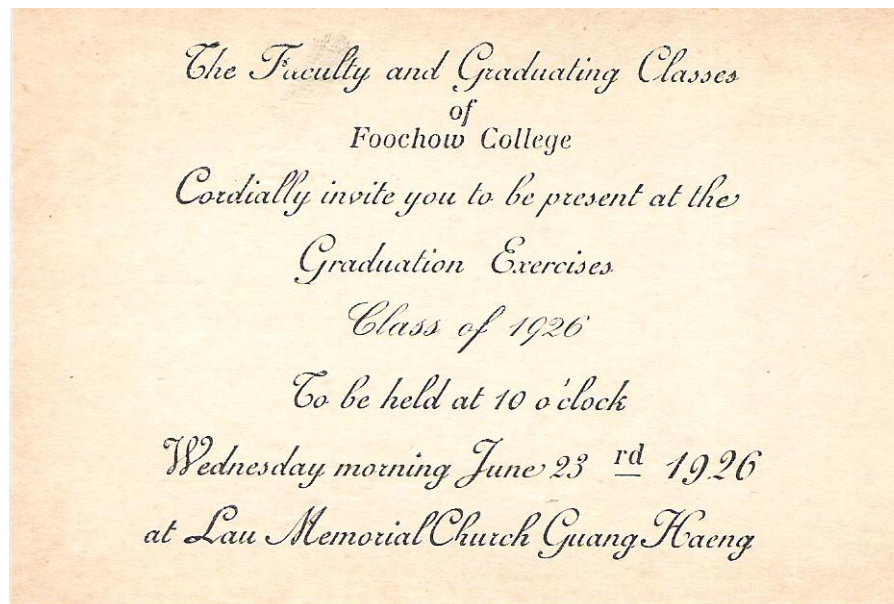 The Faculty and Graduating Classes
of
Foochow College
Cordially invite you to be present at the
Graduation Exercises
Class of 1926
To be held at 10 o'clock
Wednesday morning June 23 rd 1926
at Lau Memorial Church Guang Haeng